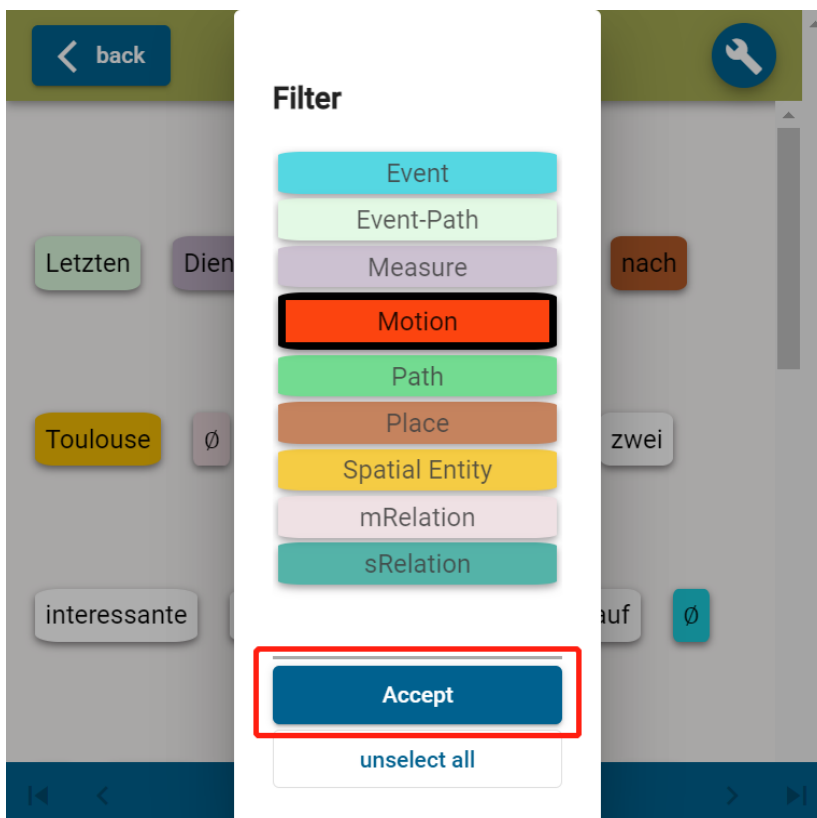 back
Filter
Event
Event-Path
Letzten
Dien
Measure
nach
Motion
Path
Place
Toulouse
Ø
zwei
Spatial Entity
mRelation
sRelation
interessante
auf
Ø
Accept
unselect all